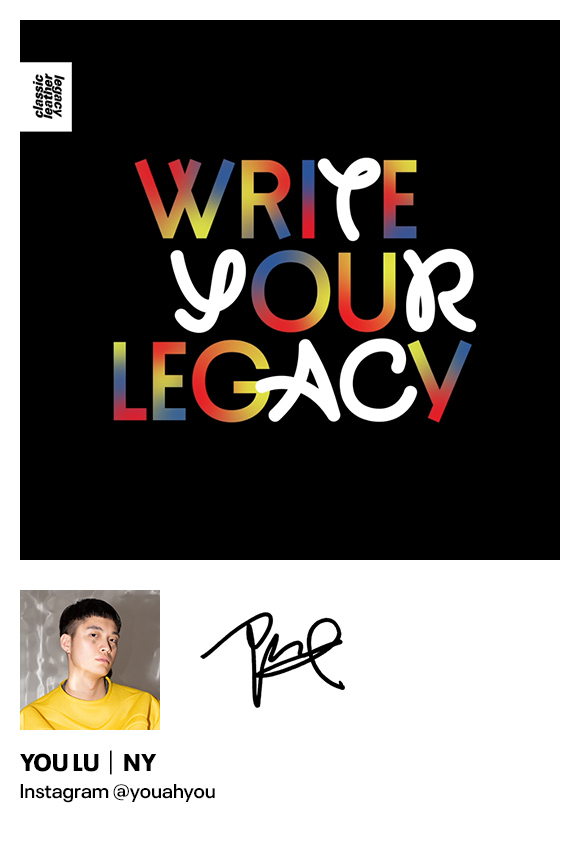 classic
leather
legacy
WRITE
YOUR
LEGACY
YOU LU | NY
Instagram @youahyou